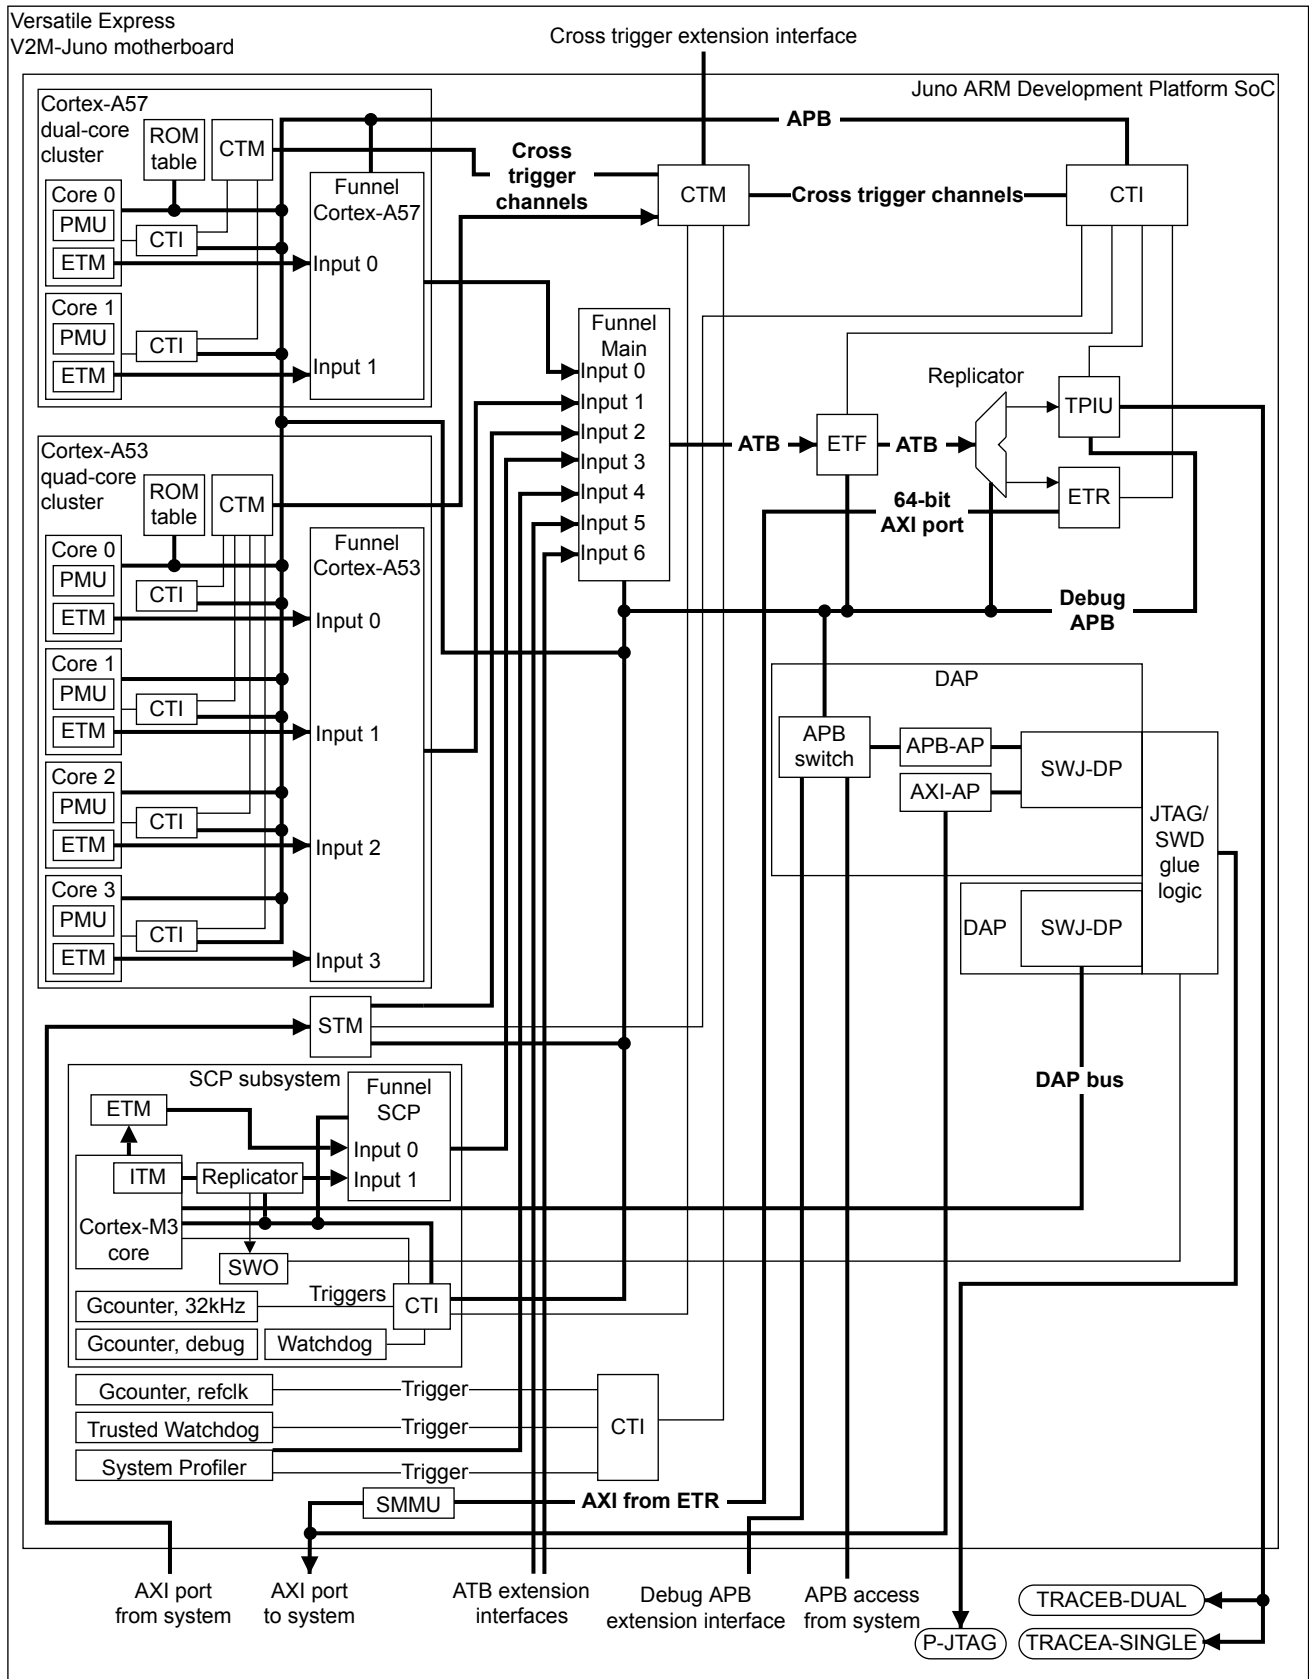 Versatile Express
V2M-Juno motherboard
Cross trigger extension interface
Juno ARM Development Platform SoC
Cortex-A57
dual-core
cluster
ROM
table
CTM
APB
Cross
trigger
channels
CTM
Cross trigger channels
CTI
Core 0
PMU
CTI
ETM
Funnel
Cortex-A57
Input 0
Core 1
PMU
CTI
ETM
Input 1
Funnel
Main
Input 0
Input 1
Input 2
Input 3
Input 4
Input 5
Input 6
ATB
ETF
ATB
Replicator
TPIU
ETR
64-bit
AXI port
Debug
APB
Cortex-A53
quad-core
cluster
ROM
table
CTM
Funnel
Cortex-A53
Core 0
PMU
CTI
ETM
Input 0
Core 1
PMU
CTI
ETM
Input 1
Core 2
PMU
CTI
ETM
Input 2
Core 3
PMU
CTI
ETM
Input 3
DAP
APB
switch
APB-AP
AXI-AP
SWJ-DP
JTAG/
SWD
glue
logic
DAP
SWJ-DP
STM
DAP bus
SCP subsystem
Funnel
SCP
ETM
Input 0
ITM
Replicator
Input 1
Cortex-M3
core
SWO
Triggers
CTI
Gcounter, 32kHz
Gcounter, debug
Watchdog
Gcounter, refclk
Trigger
Trusted Watchdog
Trigger
CTI
System Profiler
Trigger
SMMU
AXI from ETR
AXI port
from system
AXI port
to system
ATB extension
interfaces
Debug APB
extension interface
APB access
from system
P-JTAG
TRACEB-DUAL
TRACEA-SINGLE